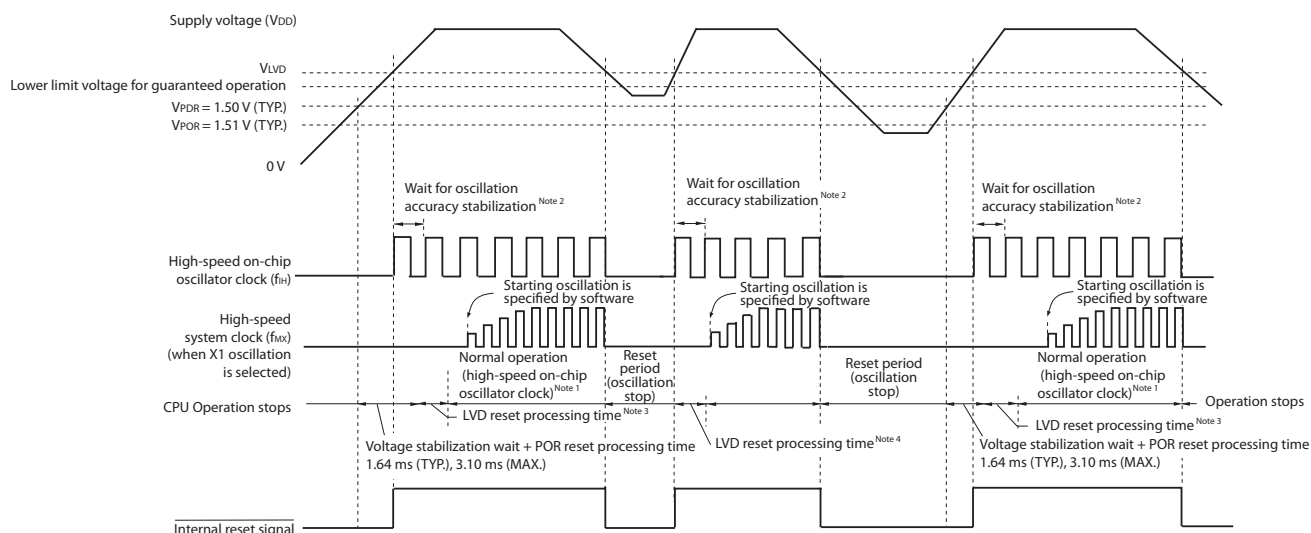 Supply voltage (VDD)
VLVD
Lower limit voltage for guaranteed operation
VPDR = 1.50 V (TYP.)
VPOR = 1.51 V (TYP.)
0 V
Wait for oscillation
accuracy stabilization Note 2
Wait for oscillation
accuracy stabilization Note 2
Wait for oscillation
accuracy stabilization Note 2
High-speed on-chip
oscillator clock (fIH)
Starting oscillation is
specified by software
Starting oscillation is
specified by software
Starting oscillation is
specified by software
High-speed
system clock (fMX)
(when X1 oscillation
is selected)
Normal operation
(high-speed on-chip
oscillator clock) Note 1
Reset
period
(oscillation
stop)
Reset period
(oscillation
stop)
Normal operation
(high-speed on-chip
oscillator clock) Note 1
CPU Operation stops
Operation stops
LVD reset processing time Note 3
Voltage stabilization wait + POR reset processing time
1.64 ms (TYP.), 3.10 ms (MAX.)
LVD reset processing time Note 4
LVD reset processing time Note 3
Voltage stabilization wait + POR reset processing time
1.64 ms (TYP.), 3.10 ms (MAX.)
Internal reset signal